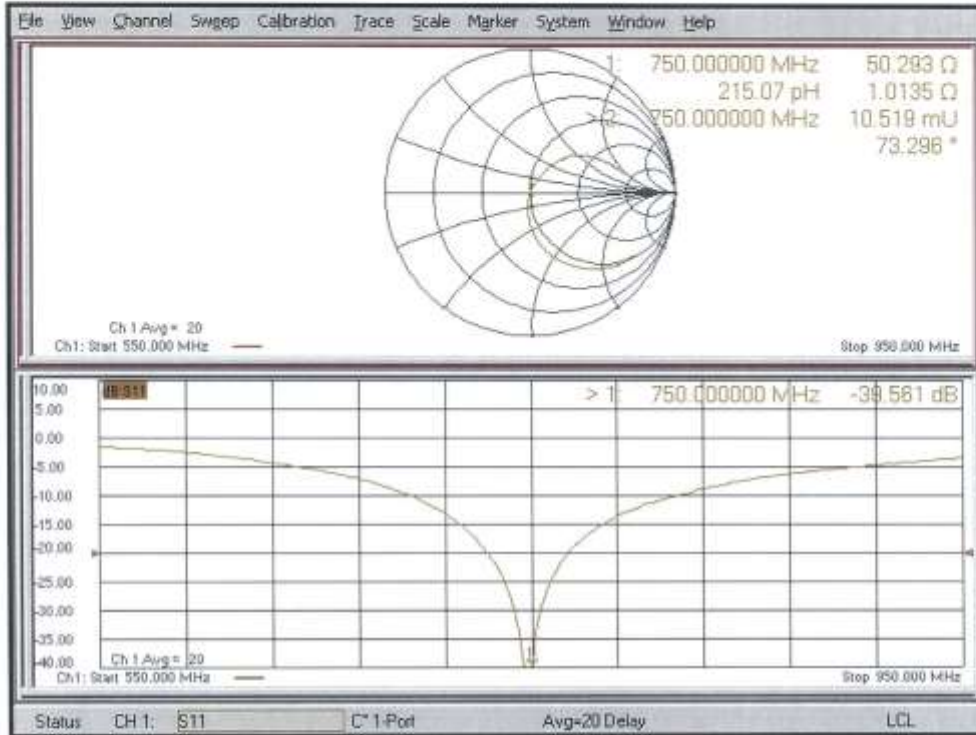 File View Channel Sweep Calibration Trace Scale Marker System Window Help
1: 750.000000 MHz 50.293 Ω
215.07 pH 1.0135 Ω
> 2: 750.000000 MHz 10.519 mU
73.296 °
Ch 1 Avg = 20
Ch1: Start 550.000 MHz
Stop 950.000 MHz
10.00 dB-S11
> 1: 750.000000 MHz -39.561 dB
5.00
0.00
-5.00
-10.00
-15.00
-20.00
-25.00
-30.00
-35.00
-40.00
1
Ch 1 Avg = 20
Ch1: Start 550.000 MHz
Stop 950.000 MHz
Status CH 1: S11 C* 1-Port Avg=20 Delay LCL